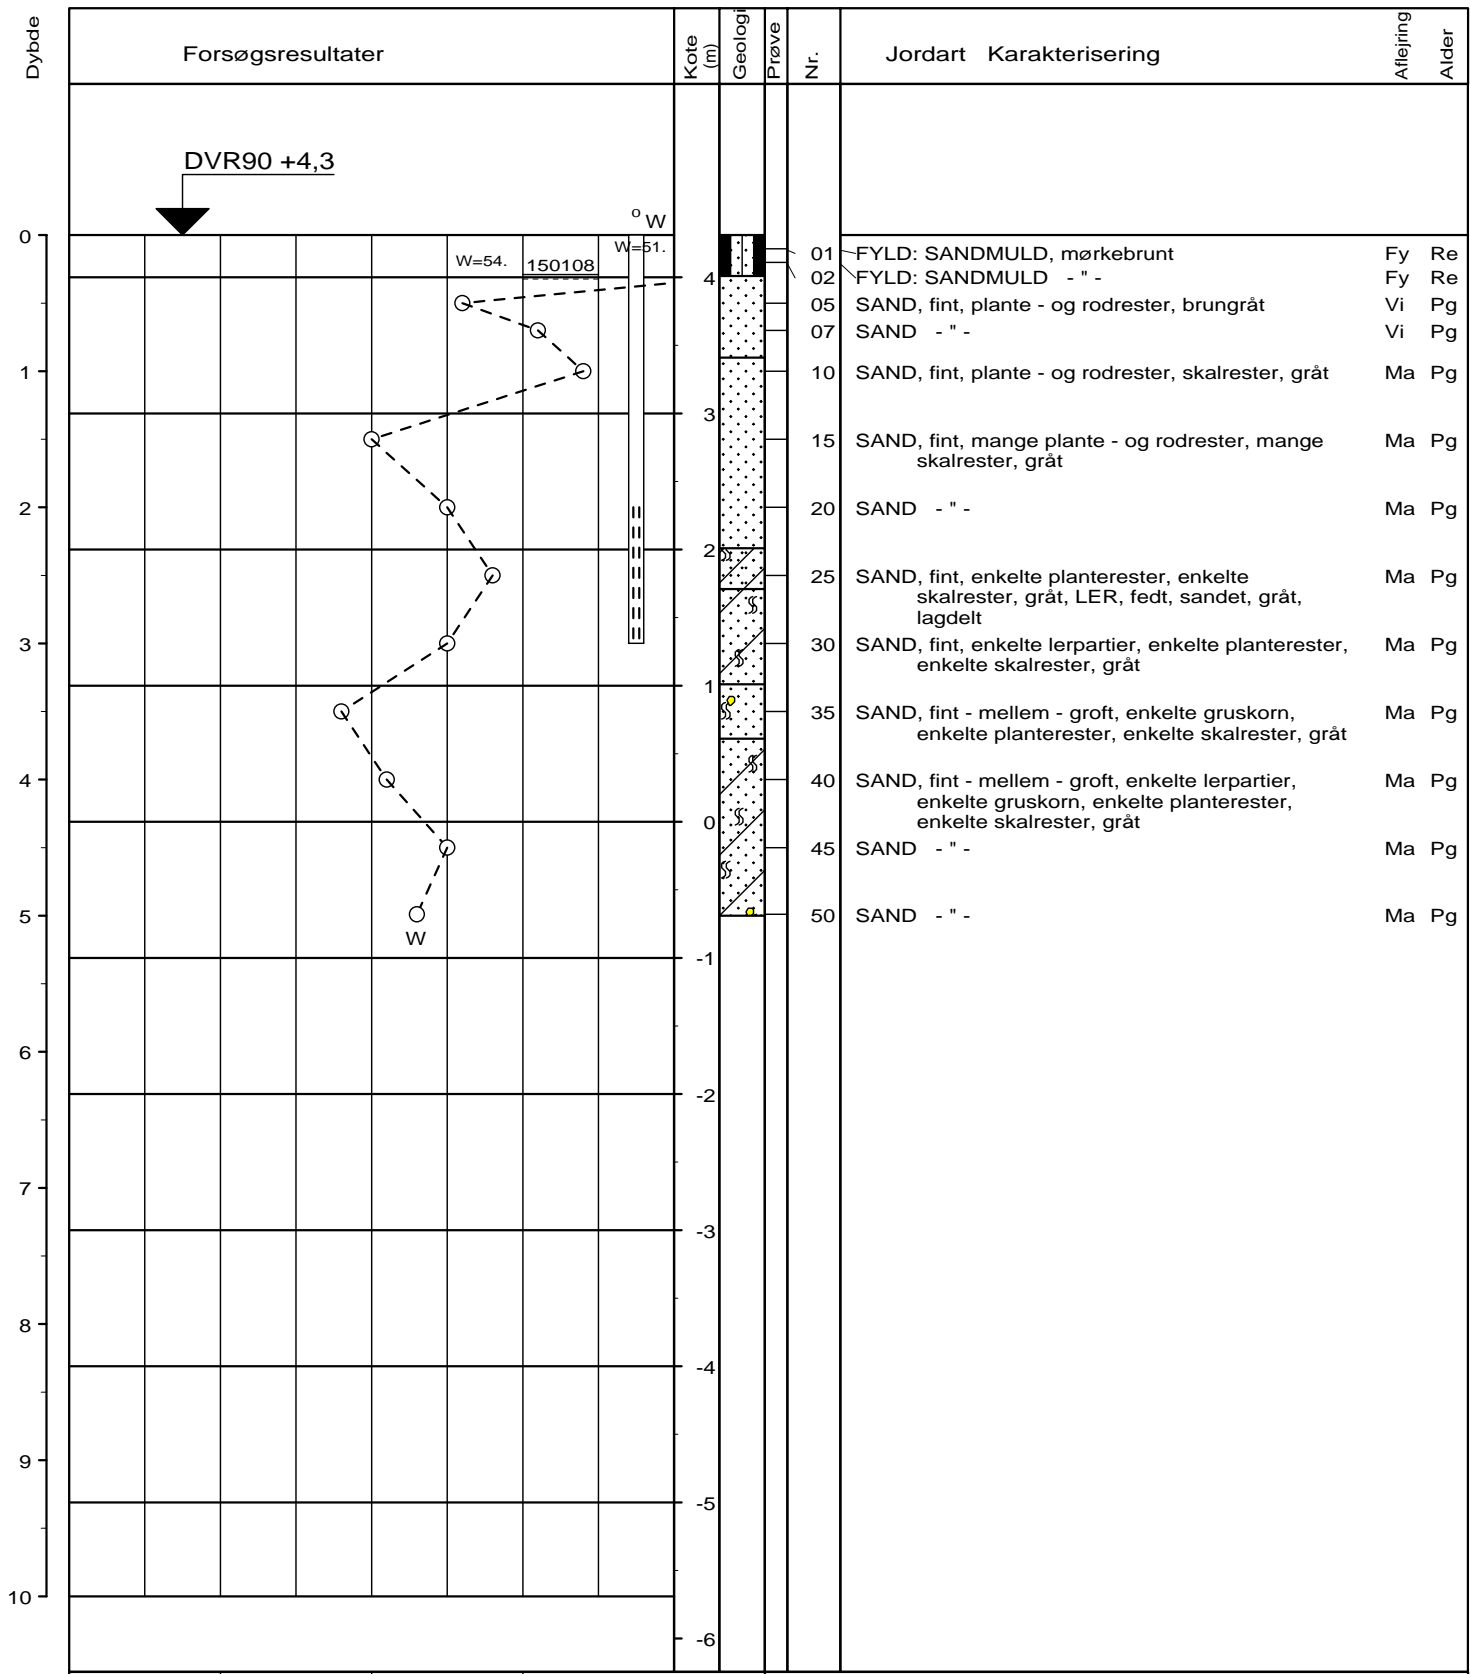 Dybde
Forsøgsresultater
Kote
(m)
Geologi
Prøve
Nr.
Jordart Karakterisering
Aflejring
Alder
DVR90 +4,3
o W
W=51.
W=54.
150108
0
1
2
3
4
5
6
7
8
9
10
4
3
2
1
0
-1
-2
-3
-4
-5
-6
W
01 FYLD: SANDMULD, mørkebrunt Fy Re
02 FYLD: SANDMULD - " - Fy Re
05 SAND, fint, plante - og rodrester, brungråt Vi Pg
07 SAND - " - Vi Pg
10 SAND, fint, plante - og rodrester, skalrester, gråt Ma Pg
15 SAND, fint, mange plante - og rodrester, mange Ma Pg
skalrester, gråt
20 SAND - " - Ma Pg
25 SAND, fint, enkelte planterester, enkelte Ma Pg
skalrester, gråt, LER, fedt, sandet, gråt,
lagdelt
30 SAND, fint, enkelte lerpartier, enkelte planterester, Ma Pg
enkelte skalrester, gråt
35 SAND, fint - mellem - groft, enkelte gruskorn, Ma Pg
enkelte planterester, enkelte skalrester, gråt
40 SAND, fint - mellem - groft, enkelte lerpartier, Ma Pg
enkelte gruskorn, enkelte planterester,
enkelte skalrester, gråt
45 SAND - " - Ma Pg
50 SAND - " - Ma Pg